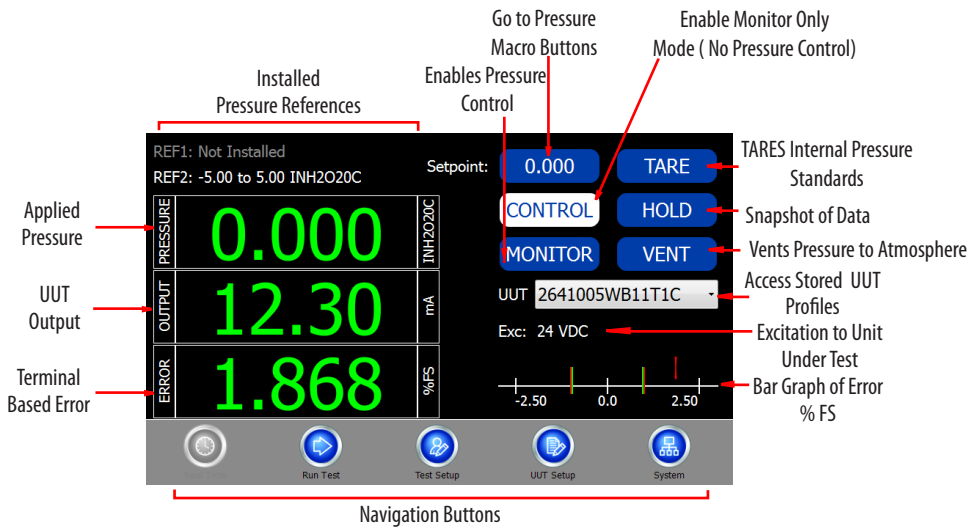 Go to Pressure
Macro Buttons
Enable Monitor Only
Mode ( No Pressure Control)
Installed
Pressure References
Enables Pressure
Control
REF1: Not Installed
REF2: -5.00 to 5.00 INH2O20C
Setpoint:
0.000
TARE
TARES Internal Pressure
Standards
Applied
Pressure
PRESSURE
0.000
INH2O20C
CONTROL
HOLD
Snapshot of Data
MONITOR
VENT
Vents Pressure to Atmosphere
UUT
Output
OUTPUT
12.30
mA
UUT
2641005WB11T1C
Access Stored UUT
Profiles
Exc: 24 VDC
Excitation to Unit
Under Test
Terminal
Based Error
ERROR
1.868
%FS
-2.50
0.0
2.50
Bar Graph of Error
% FS
Run Test
Test Setup
UUT Setup
System
Navigation Buttons